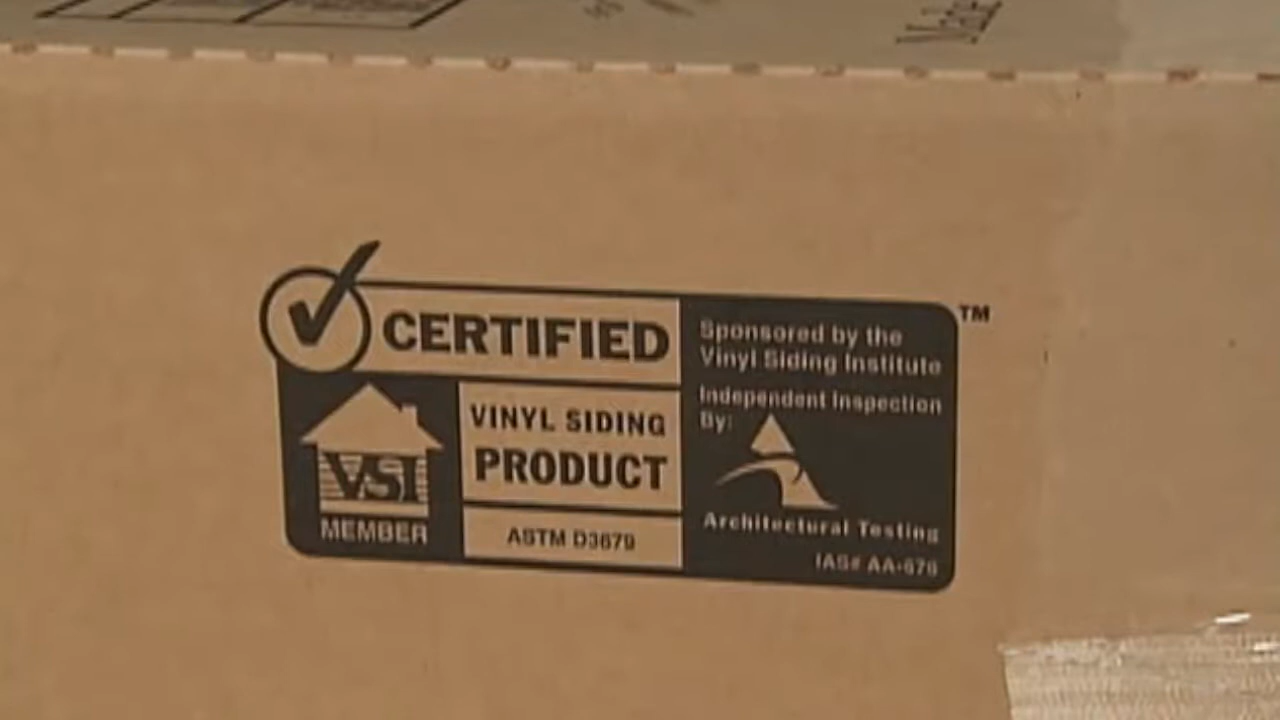 CERTIFIED
VSI
MEMBER
VINYL SIDING
PRODUCT
ASTM D3679
Sponsored by the
Vinyl Siding Institute
Independent Inspection
By:
Architectural Testing
IAS# AA-676
TM